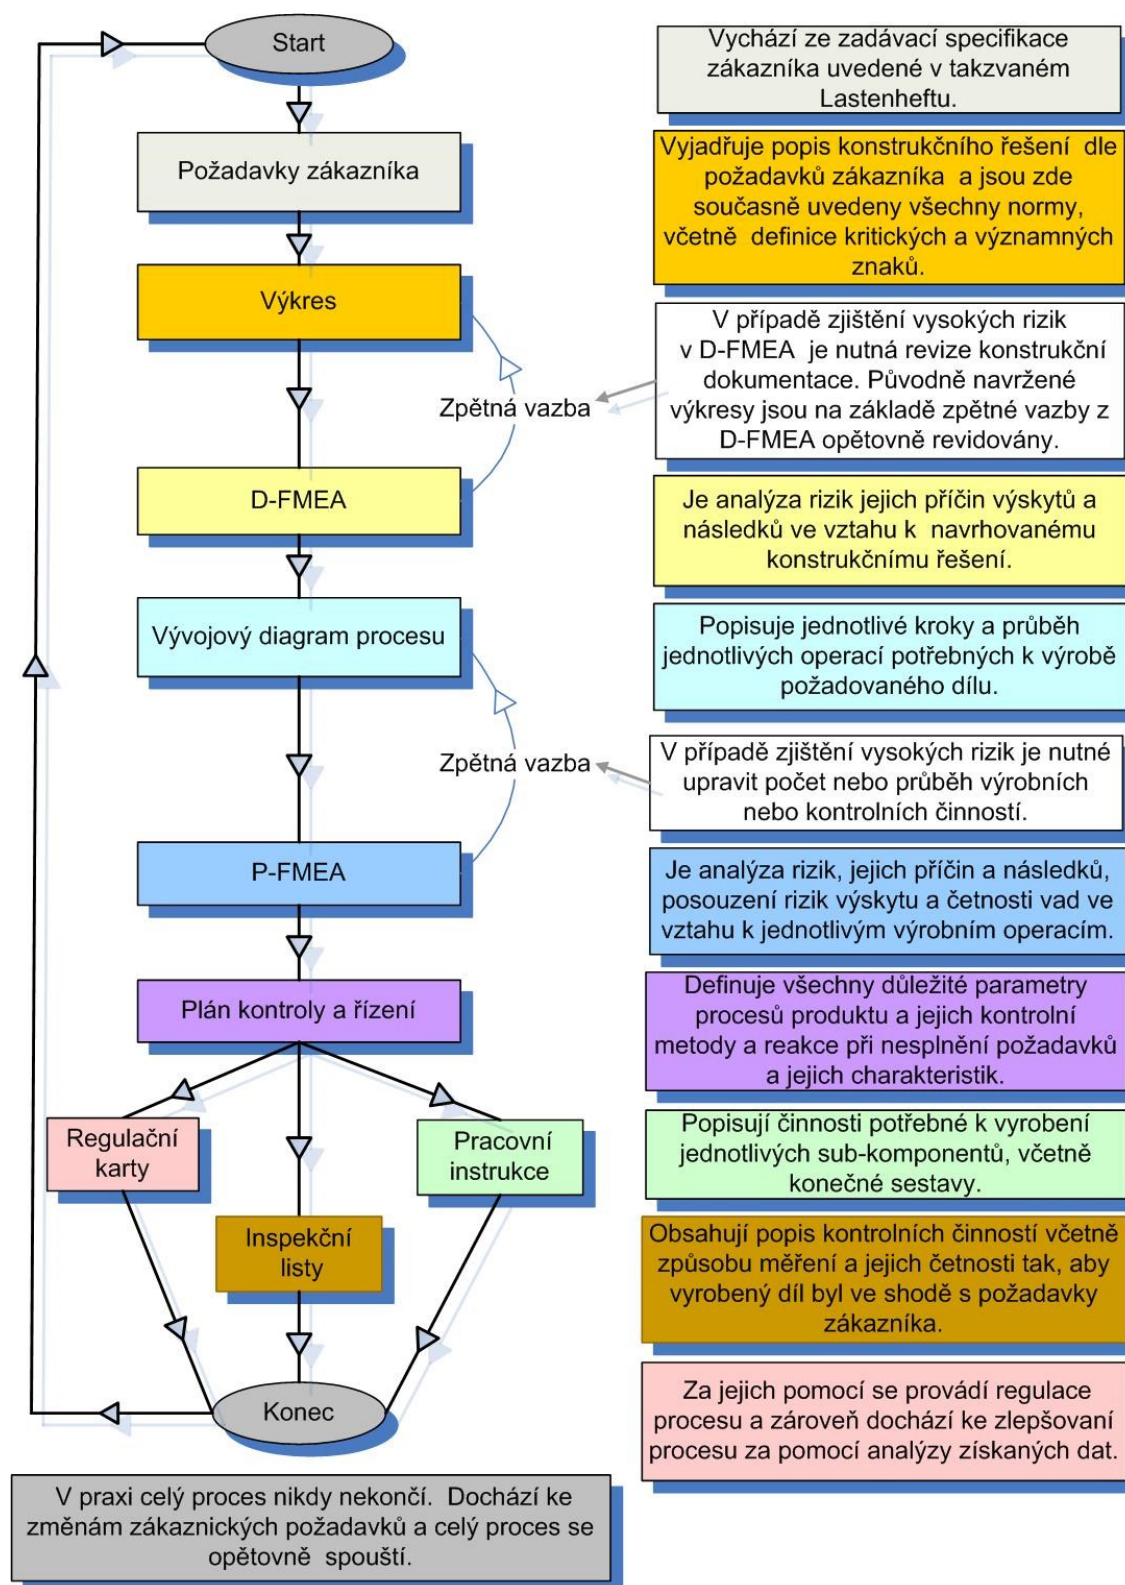 Start
Požadavky zákazníka
Výkres
Zpětná vazba
D-FMEA
Vývojový diagram procesu
Zpětná vazba
P-FMEA
Plán kontroly a řízení
Regulační
karty
Pracovní
instrukce
Inspekční
listy
Konec
V praxi celý proces nikdy nekončí.  Dochází ke
změnám zákaznických požadavků a celý proces se
opětovně  spouští.
Vychází ze zadávací specifikace
zákazníka uvedené v takzvaném
Lastenheftu.
Vyjadřuje popis konstrukčního řešení  dle
požadavků zákazníka  a jsou zde
současně uvedeny všechny normy,
včetně  definice kritických a významných
znaků.
V případě zjištění vysokých rizik
v D-FMEA  je nutná revize konstrukční
dokumentace. Původně navržené
výkresy jsou na základě zpětné vazby z
D-FMEA opětovně revidovány.
Je analýza rizik jejich příčin výskytů a
následků ve vztahu k  navrhovanému
konstrukčnímu řešení.
Popisuje jednotlivé kroky a průběh
jednotlivých operací potřebných k výrobě
požadovaného dílu.
V případě zjištění vysokých rizik je nutné
upravit počet nebo průběh výrobních
nebo kontrolních činností.
Je analýza rizik, jejich příčin a následků,
posouzení rizik výskytu a četnosti vad ve
vztahu k jednotlivým výrobním operacím.
Definuje všechny důležité parametry
procesů produktu a jejich kontrolní
metody a reakce při nesplnění požadavků
a jejich charakteristik.
Popisují činnosti potřebné k vyrobení
jednotlivých sub-komponentů, včetně
konečné sestavy.
Obsahují popis kontrolních činností včetně
způsobu měření a jejich četnosti tak, aby
vyrobený díl byl ve shodě s požadavky
zákazníka.
Za jejich pomocí se provádí regulace
procesu a zároveň dochází ke zlepšovaní
procesu za pomocí analýzy získaných dat.